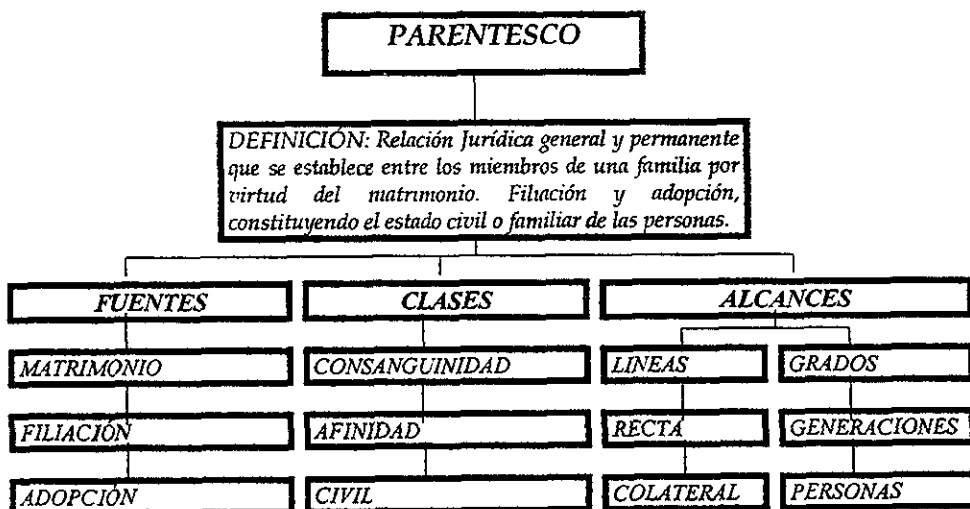 PARENTESCO
DEFINICIÓN: Relación Jurídica general y permanente
que se establece entre los miembros de una familia por
virtud del matrimonio. Filiación y adopción,
constituyendo el estado civil o familiar de las personas.
FUENTES CLASES ALCANCES
MATRIMONIO CONSANGUINIDAD LINEAS GRADOS
FILIACIÓN AFINIDAD RECTA GENERACIONES
ADOPCIÓN CIVIL COLATERAL PERSONAS